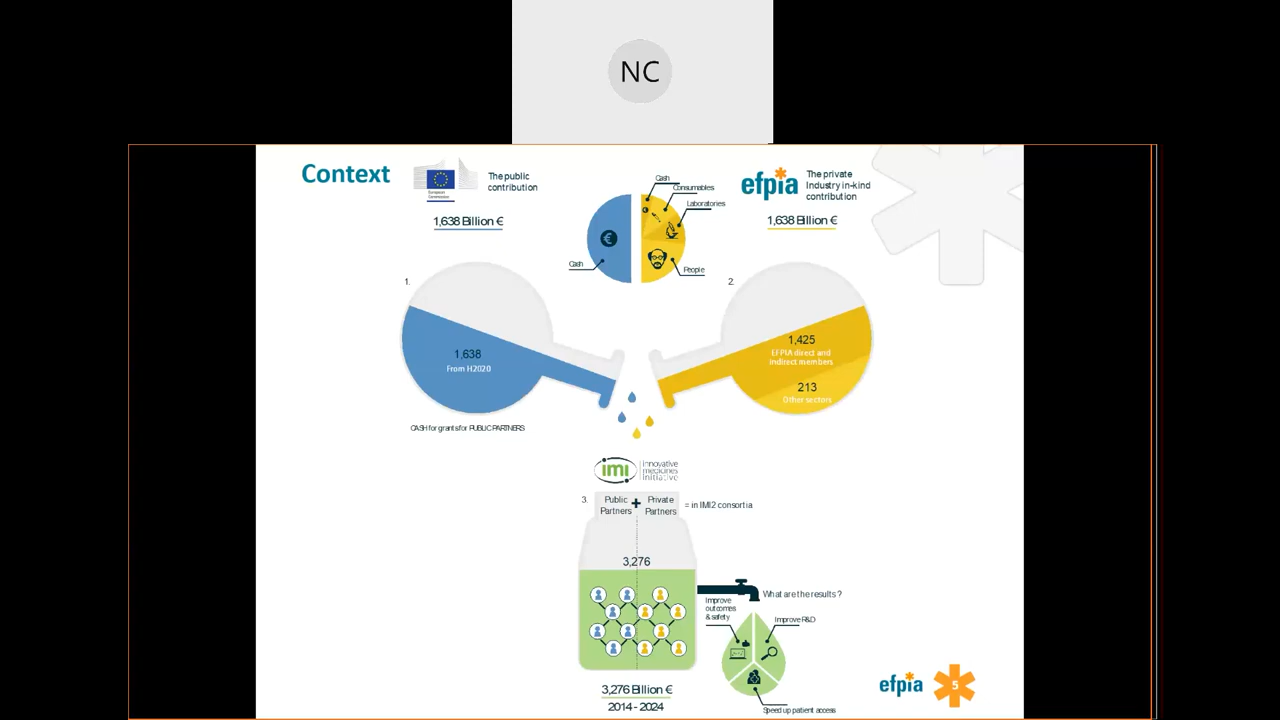 NC
Context
European
Commission
The public
contribution
1,638 Billion €
Cash
Consumables
Laboratories
People
Cash
€
efpia
The private
Industry in-kind
contribution
1,638 Billion €
1.
1,638
From H2020
CASH for grants for PUBLIC PARTNERS
2.
1,425
EFPIA direct and
indirect members
213
Other sectors
imi
innovative
medicines
initiative
3.
Public
Partners
+
Private
Partners
= in IMI2 consortia
3,276
3,276 Billion €
2014 - 2024
What are the results ?
Improve
outcomes
& safety
Improve R&D
Speed up patient access
efpia
5